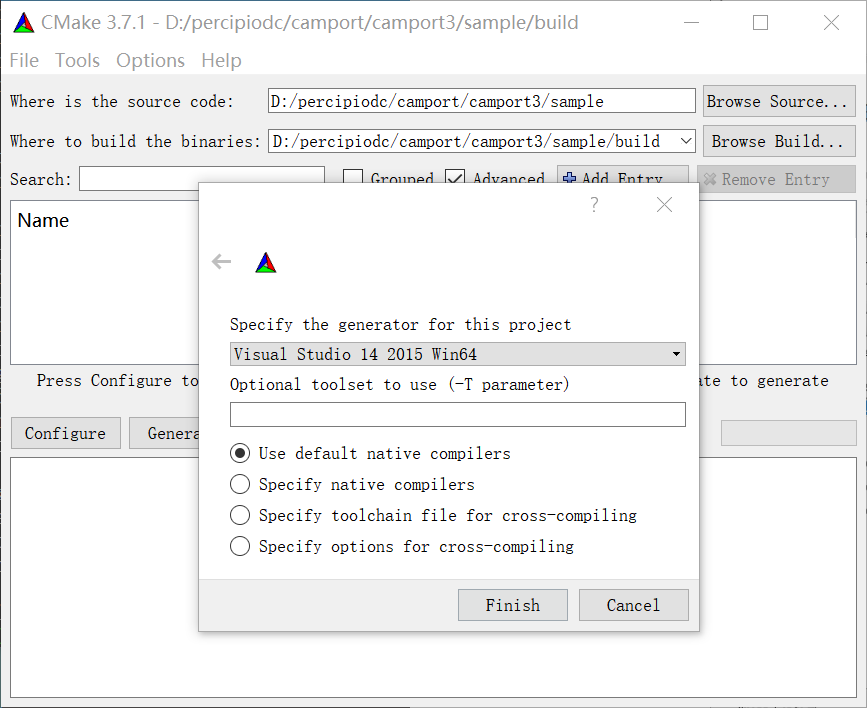 CMake 3.7.1 - D:/percipiodc/camport/camport3/sample/build
File Tools Options Help
Where is the source code: D:/percipiodc/camport/camport3/sample Browse Source...
Where to build the binaries: D:/percipiodc/camport/camport3/sample/build Browse Build...
Search: Grouped Advanced Add Entry Remove Entry
?
Name
Specify the generator for this project
Visual Studio 14 2015 Win64
Optional toolset to use (-T parameter)
Press Configure to ate to generate
Configure Genera
Use default native compilers
Specify native compilers
Specify toolchain file for cross-compiling
Specify options for cross-compiling
Finish Cancel